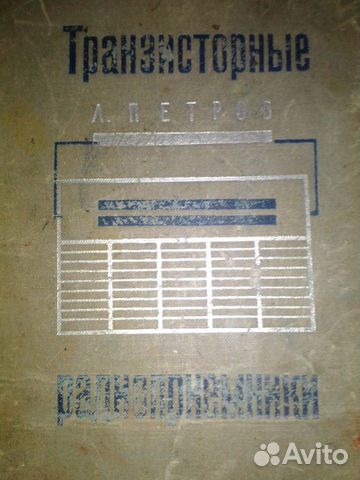 Транзисторные
Л. ПЕТРОВ
радиоприемники
Avito